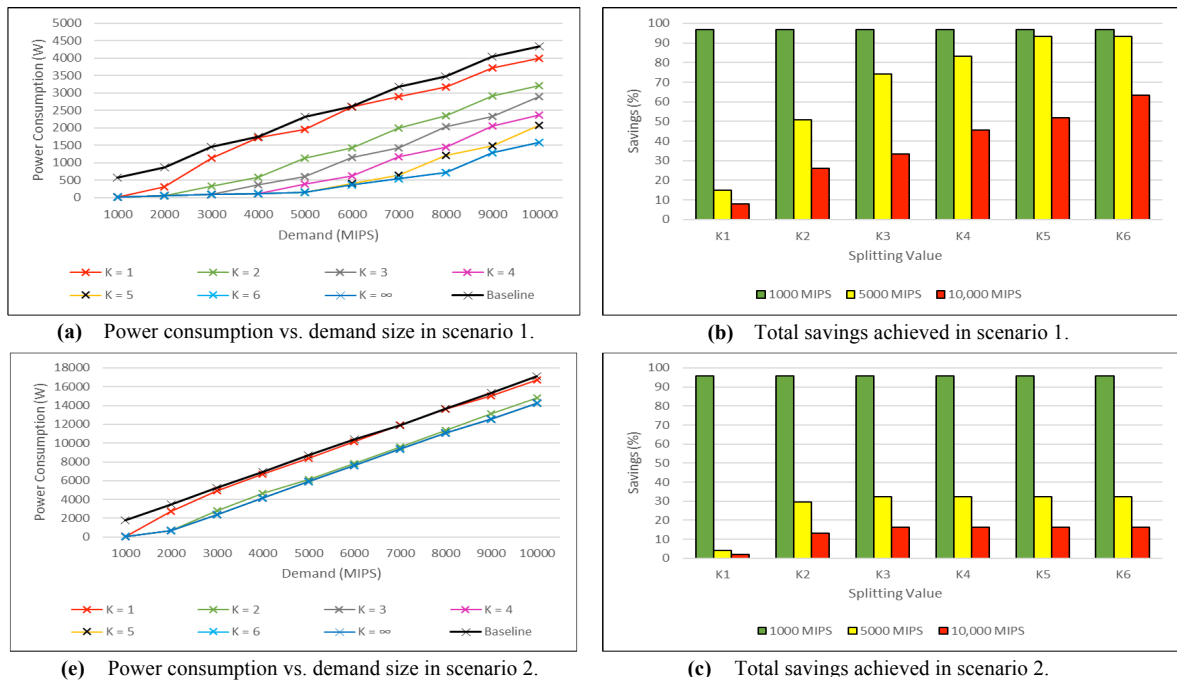 5000
4500
4000
3500
3000
2500
2000
1500
1000
500
0
Power Consumption (W)
1000 2000 3000 4000 5000 6000 7000 8000 9000 10000
Demand (MIPS)
K = 1 K = 2 K = 3 K = 4
K = 5 K = 6 K = ∞ Baseline
(a) Power consumption vs. demand size in scenario 1.
100
90
80
70
60
50
40
30
20
10
0
Savings (%)
K1 K2 K3 K4 K5 K6
Splitting Value
1000 MIPS 5000 MIPS 10,000 MIPS
(b) Total savings achieved in scenario 1.
18000
16000
14000
12000
10000
8000
6000
4000
2000
0
Power Consumption (W)
1000 2000 3000 4000 5000 6000 7000 8000 9000 10000
Demand (MIPS)
K = 1 K = 2 K = 3 K = 4
K = 5 K = 6 K = ∞ Baseline
(e) Power consumption vs. demand size in scenario 2.
100
90
80
70
60
50
40
30
20
10
0
Savings (%)
K1 K2 K3 K4 K5 K6
Splitting Value
1000 MIPS 5000 MIPS 10,000 MIPS
(c) Total savings achieved in scenario 2.